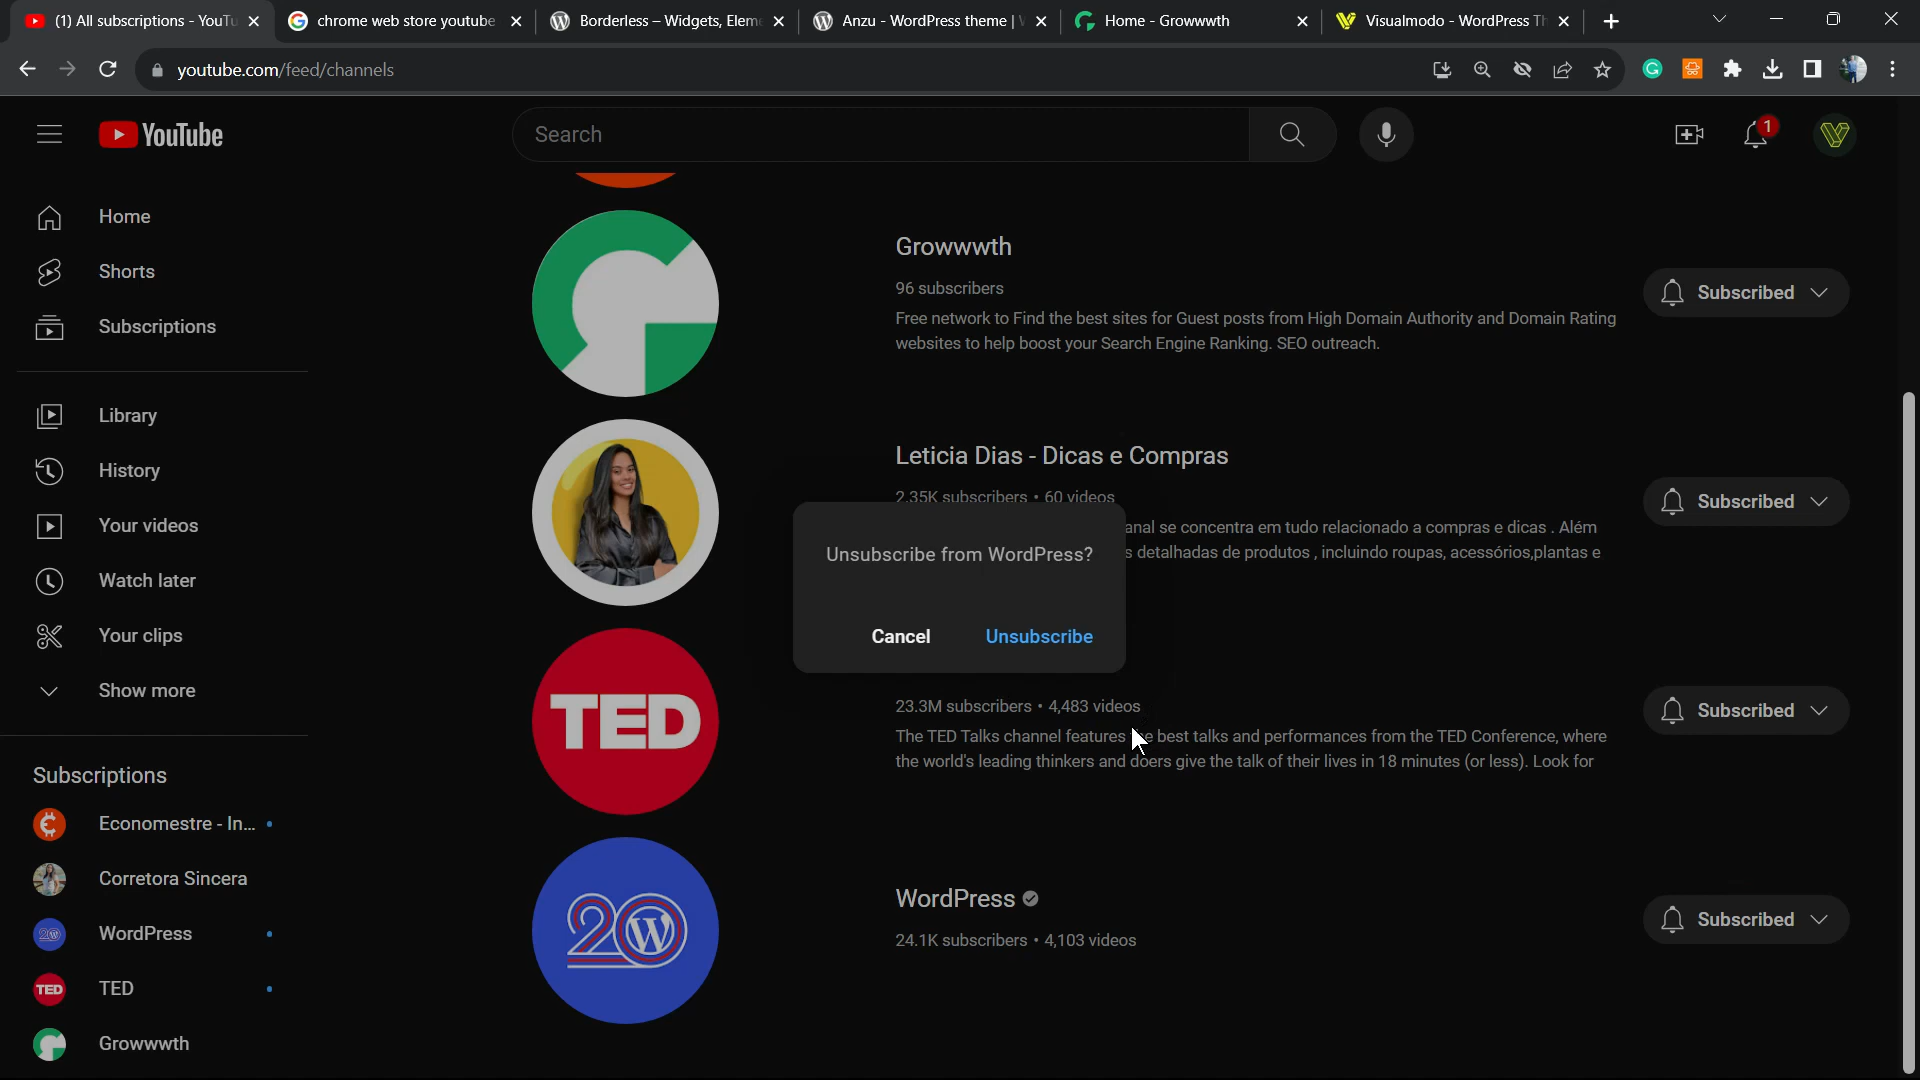 (1) All subscriptions - YouTu
chrome web store youtube
Borderless – Widgets, Elem
Anzu - WordPress theme |
Home - Growwwth
Visualmodo - WordPress Th
youtube.com/feed/channels
YouTube
Search
1
Home
Shorts
Subscriptions
Library
History
Your videos
Watch later
Your clips
Show more
Subscriptions
Economestre - In...
Corretora Sincera
WordPress
TED
TED
Growwwth
Growwwth
96 subscribers
Free network to Find the best sites for Guest posts from High Domain Authority and Domain Rating
websites to help boost your Search Engine Ranking. SEO outreach.
Subscribed
Leticia Dias - Dicas e Compras
2.35K subscribers • 60 videos
anal se concentra em tudo relacionado a compras e dicas . Além
s detalhadas de produtos , incluindo roupas, acessórios,plantas e
Subscribed
Unsubscribe from WordPress?
Cancel
Unsubscribe
TED
23.3M subscribers • 4,483 videos
The TED Talks channel features best talks and performances from the TED Conference, where
the world's leading thinkers and doers give the talk of their lives in 18 minutes (or less). Look for
Subscribed
20
WordPress
24.1K subscribers • 4,103 videos
Subscribed